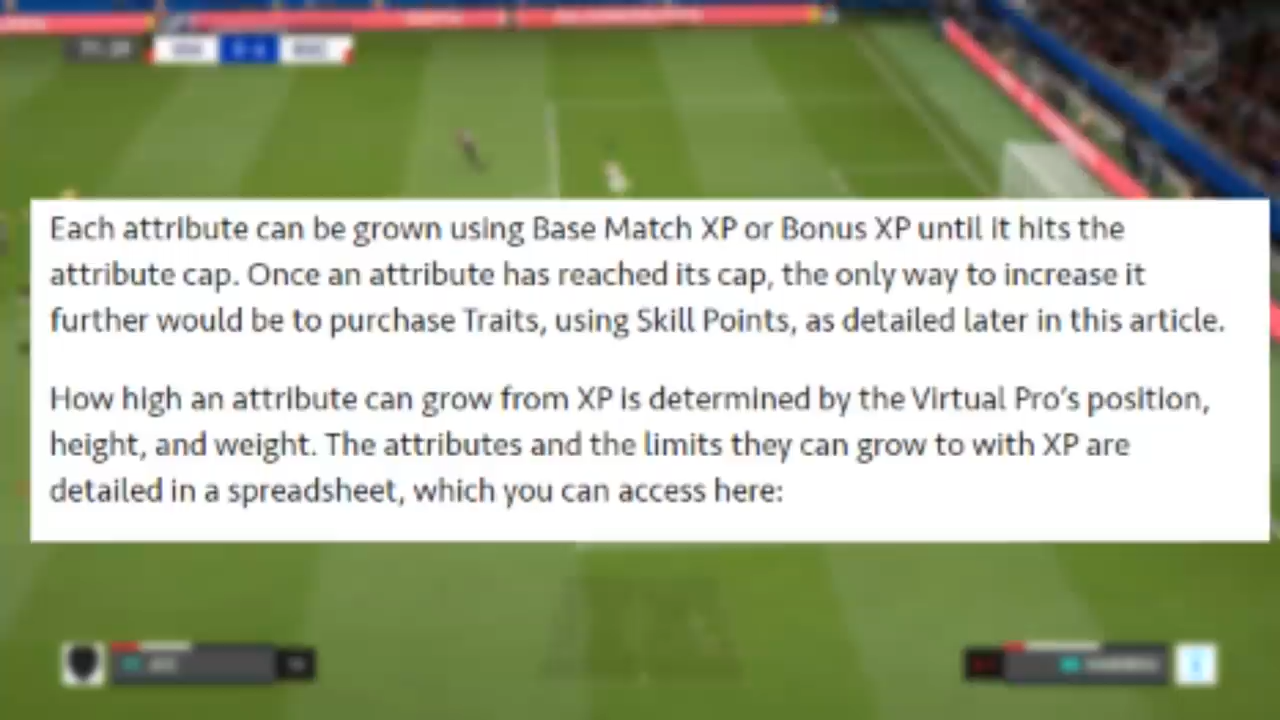 Each attribute can be grown using Base Match XP or Bonus XP until it hits the
attribute cap. Once an attribute has reached its cap, the only way to increase it
further would be to purchase Traits, using Skill Points, as detailed later in this article.
How high an attribute can grow from XP is determined by the Virtual Pro's position,
height, and weight. The attributes and the limits they can grow to with XP are
detailed in a spreadsheet, which you can access here: